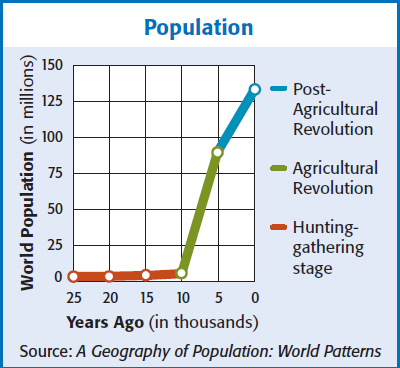 Population
World Population (in millions)
150
125
100
75
50
25
0
25 20 15 10 5 0
Years Ago (in thousands)
Post-
Agricultural
Revolution
Agricultural
Revolution
Hunting-
gathering
stage
Source: A Geography of Population: World Patterns